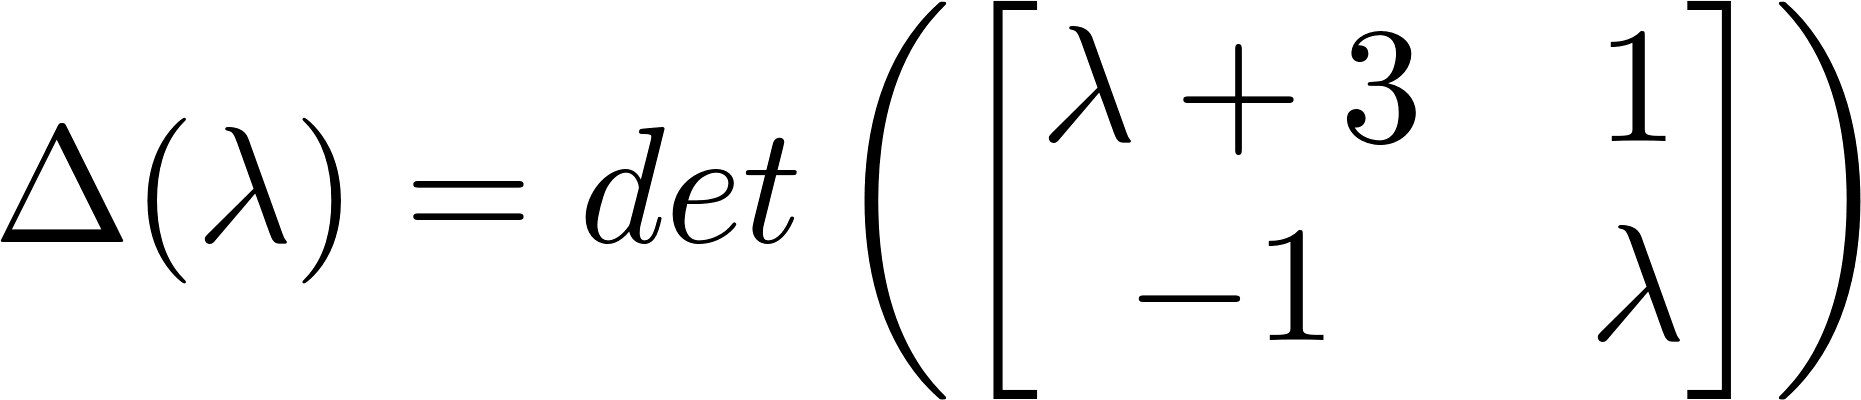 Δ(λ) = det ( [ λ + 3 1
−1 λ ] )